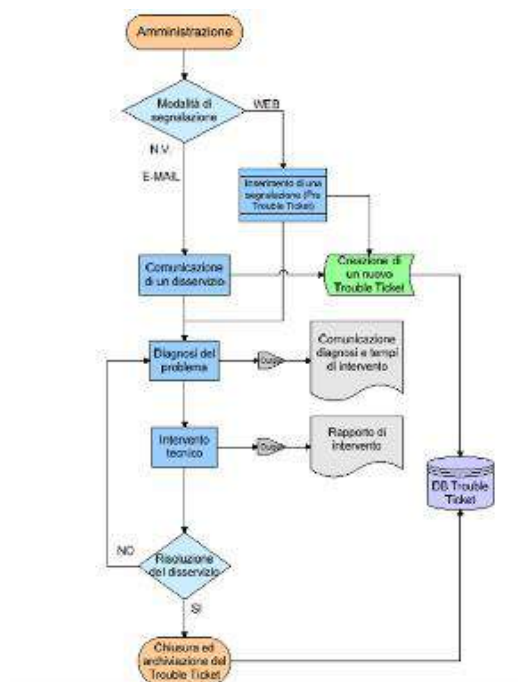 Amministrazione
Modalità di
segnalazione
WEB
N.V.
E-MAIL
Inserimento di una
segnalazione (Pre
Trouble Ticket)
Comunicazione
di un disservizio
Creazione di
un nuovo
Trouble Ticket
Diagnosi del
problema
Output
Comunicazione
diagnosi e tempi
di intervento
Intervento
tecnico
Output
Rapporto di
intervento
DB Trouble
Ticket
NO
Risoluzione
del disservizio
SI
Chiusura ed
archiviazione del
Trouble Ticket